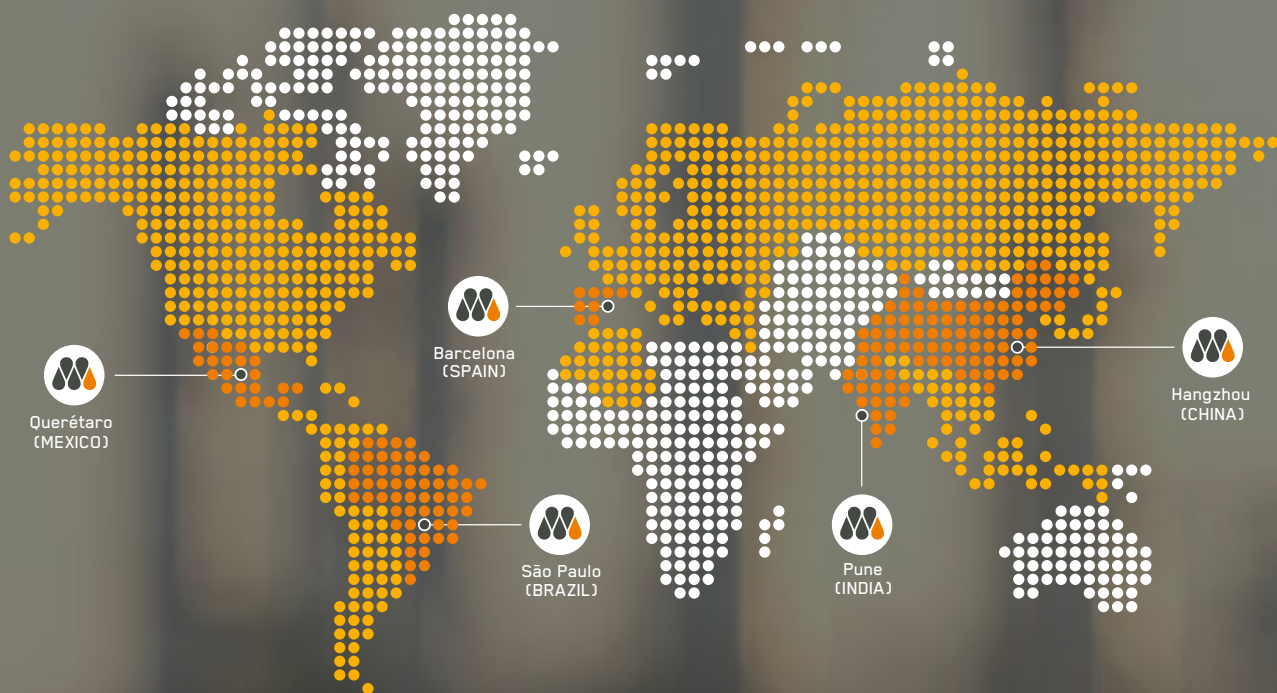 Barcelona
(SPAIN)
Querétaro
(MEXICO)
Hangzhou
(CHINA)
São Paulo
(BRAZIL)
Pune
(INDIA)